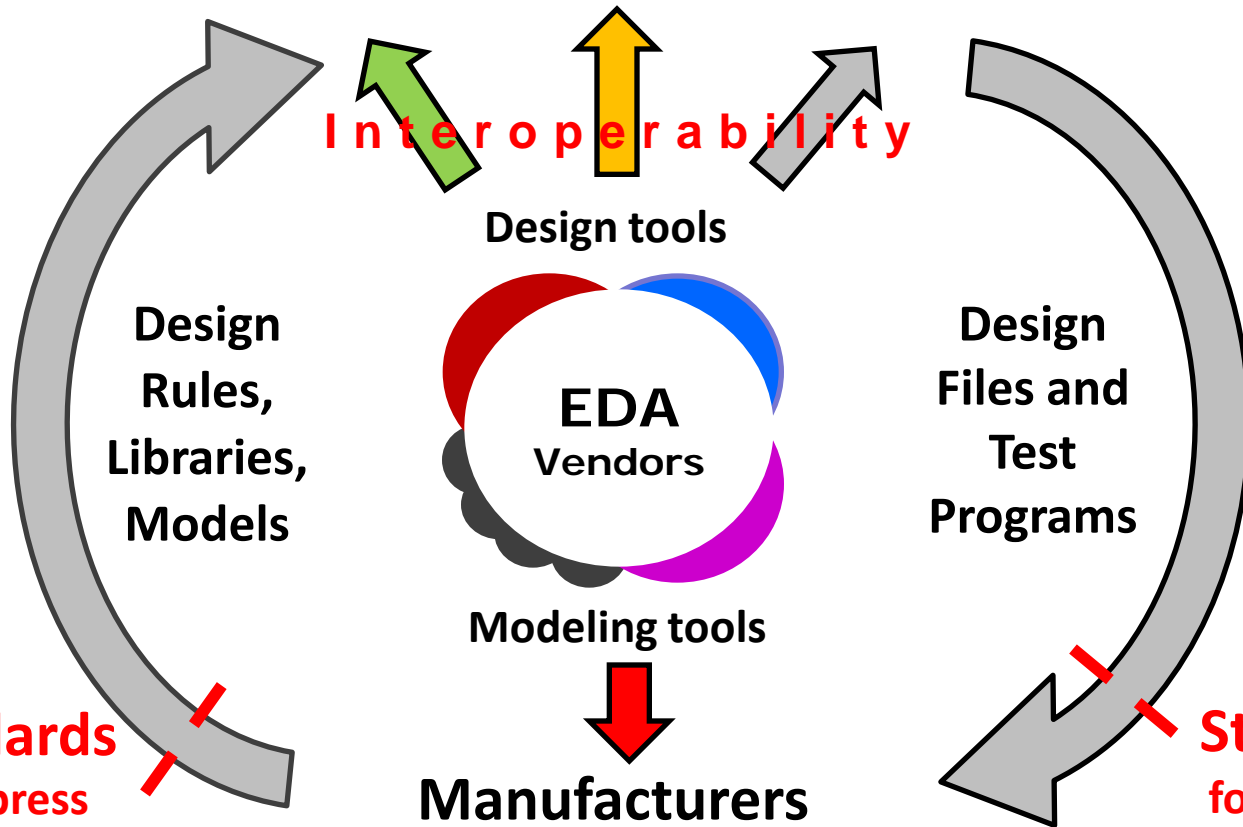 Interoperability
Design tools
Design
Rules,
Libraries,
Models
EDA
Vendors
Design
Files and
Test
Programs
Modeling tools
Manufacturers